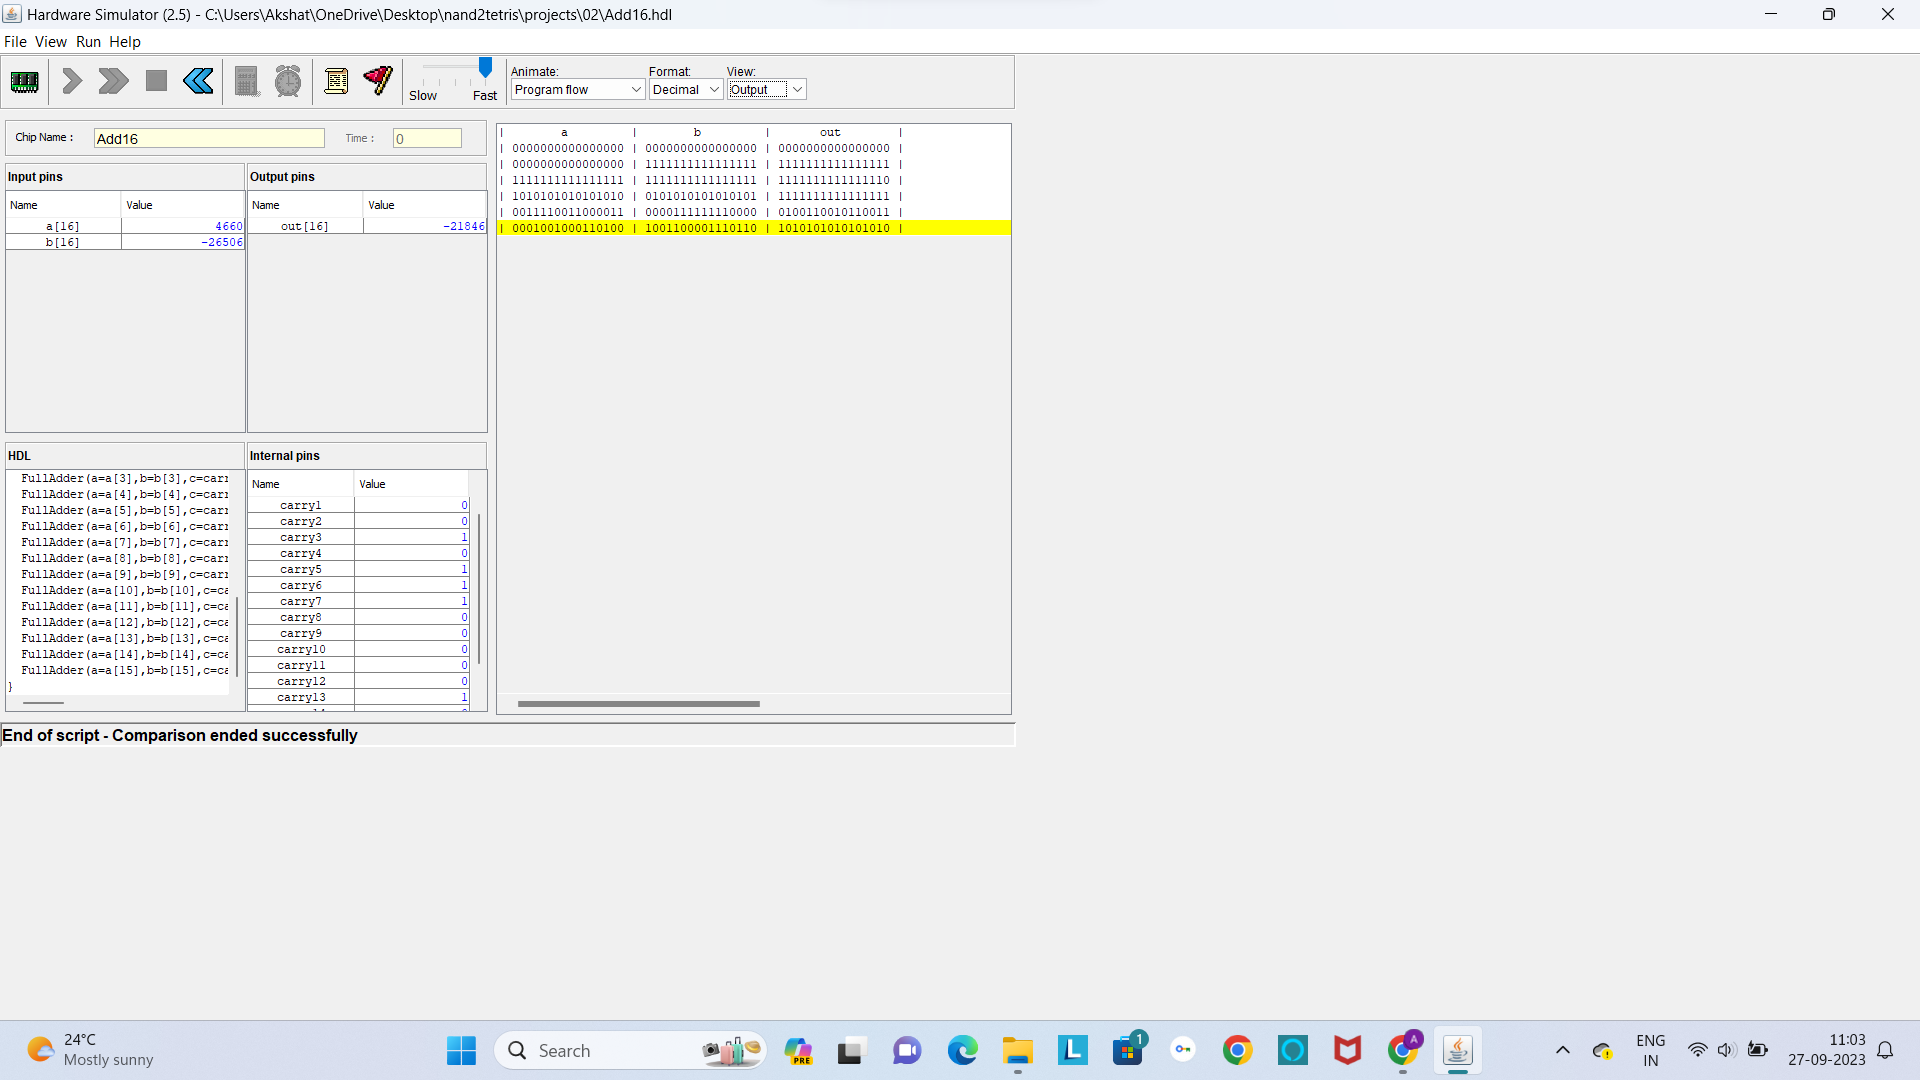 Hardware Simulator (2.5) - C:\Users\Akshat\OneDrive\Desktop\nand2tetris\projects\02\Add16.hdl
File View Run Help
Slow Fast
Animate: Format: View:
Program flow Decimal Output
Chip Name : Add16 Time : 0
Input pins
Name Value
a[16] 4660
b[16] -26506
Output pins
Name Value
out[16] -21846
HDL
FullAdder(a=a[3],b=b[3],c=carr
FullAdder(a=a[4],b=b[4],c=carr
FullAdder(a=a[5],b=b[5],c=carr
FullAdder(a=a[6],b=b[6],c=carr
FullAdder(a=a[7],b=b[7],c=carr
FullAdder(a=a[8],b=b[8],c=carr
FullAdder(a=a[9],b=b[9],c=carr
FullAdder(a=a[10],b=b[10],c=ca
FullAdder(a=a[11],b=b[11],c=ca
FullAdder(a=a[12],b=b[12],c=ca
FullAdder(a=a[13],b=b[13],c=ca
FullAdder(a=a[14],b=b[14],c=ca
FullAdder(a=a[15],b=b[15],c=ca
}
Internal pins
Name Value
carry1 0
carry2 0
carry3 1
carry4 0
carry5 1
carry6 1
carry7 1
carry8 0
carry9 0
carry10 0
carry11 0
carry12 0
carry13 1
| a | b | out |
| 0000000000000000 | 0000000000000000 | 0000000000000000 |
| 0000000000000000 | 1111111111111111 | 1111111111111111 |
| 1111111111111111 | 1111111111111111 | 1111111111111110 |
| 1010101010101010 | 0101010101010101 | 1111111111111111 |
| 0011110011000011 | 0000111111110000 | 0100110010110011 |
| 0001001000110100 | 1001100001110110 | 1010101010101010 |
End of script - Comparison ended successfully
24°C
Mostly sunny
Search
PRE
L
1
A
ENG
IN
11:03
27-09-2023